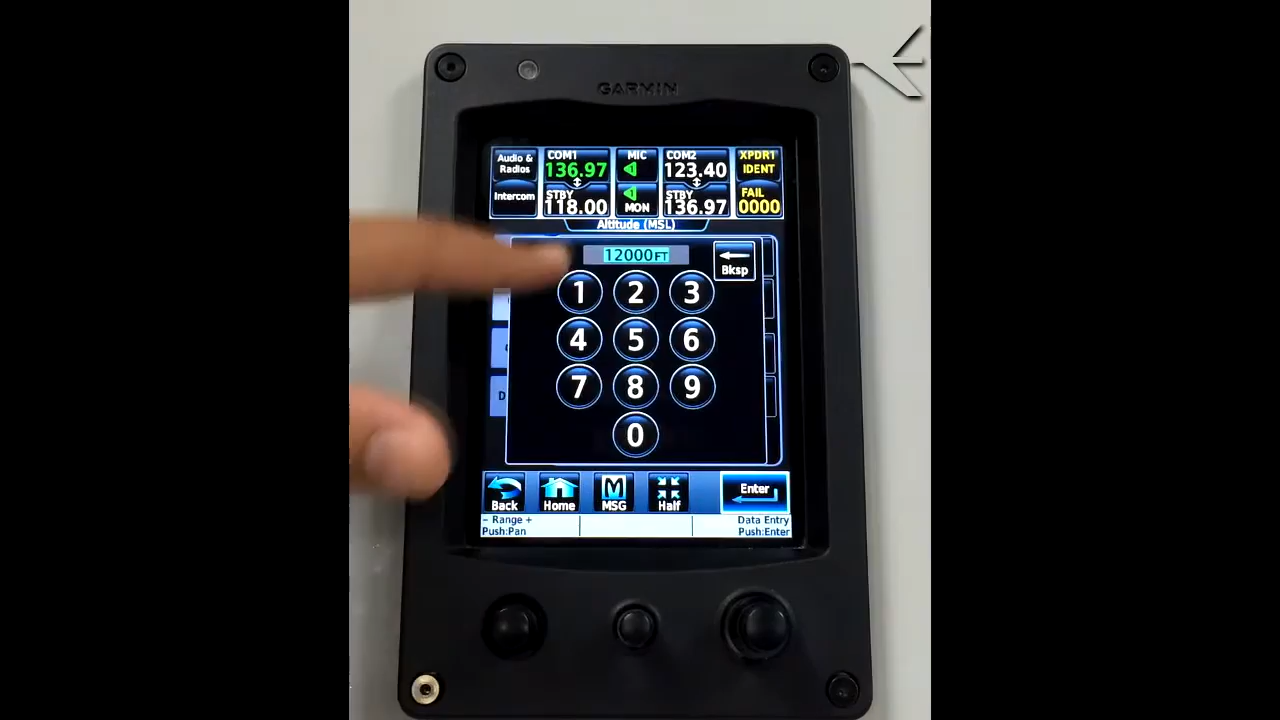 GARMIN
Audio & Radios
COM1
136.97
STBY
118.00
MIC
1
1
MON
COM2
123.40
STBY
136.97
XPDR1
IDENT
FAIL
0000
Intercom
Altitude (MSL)
12000FT
Bksp
1 2 3
4 5 6
7 8 9
0
D
Back
Home
MSG
Half
Enter
- Range +
Push:Pan
Data Entry
Push:Enter